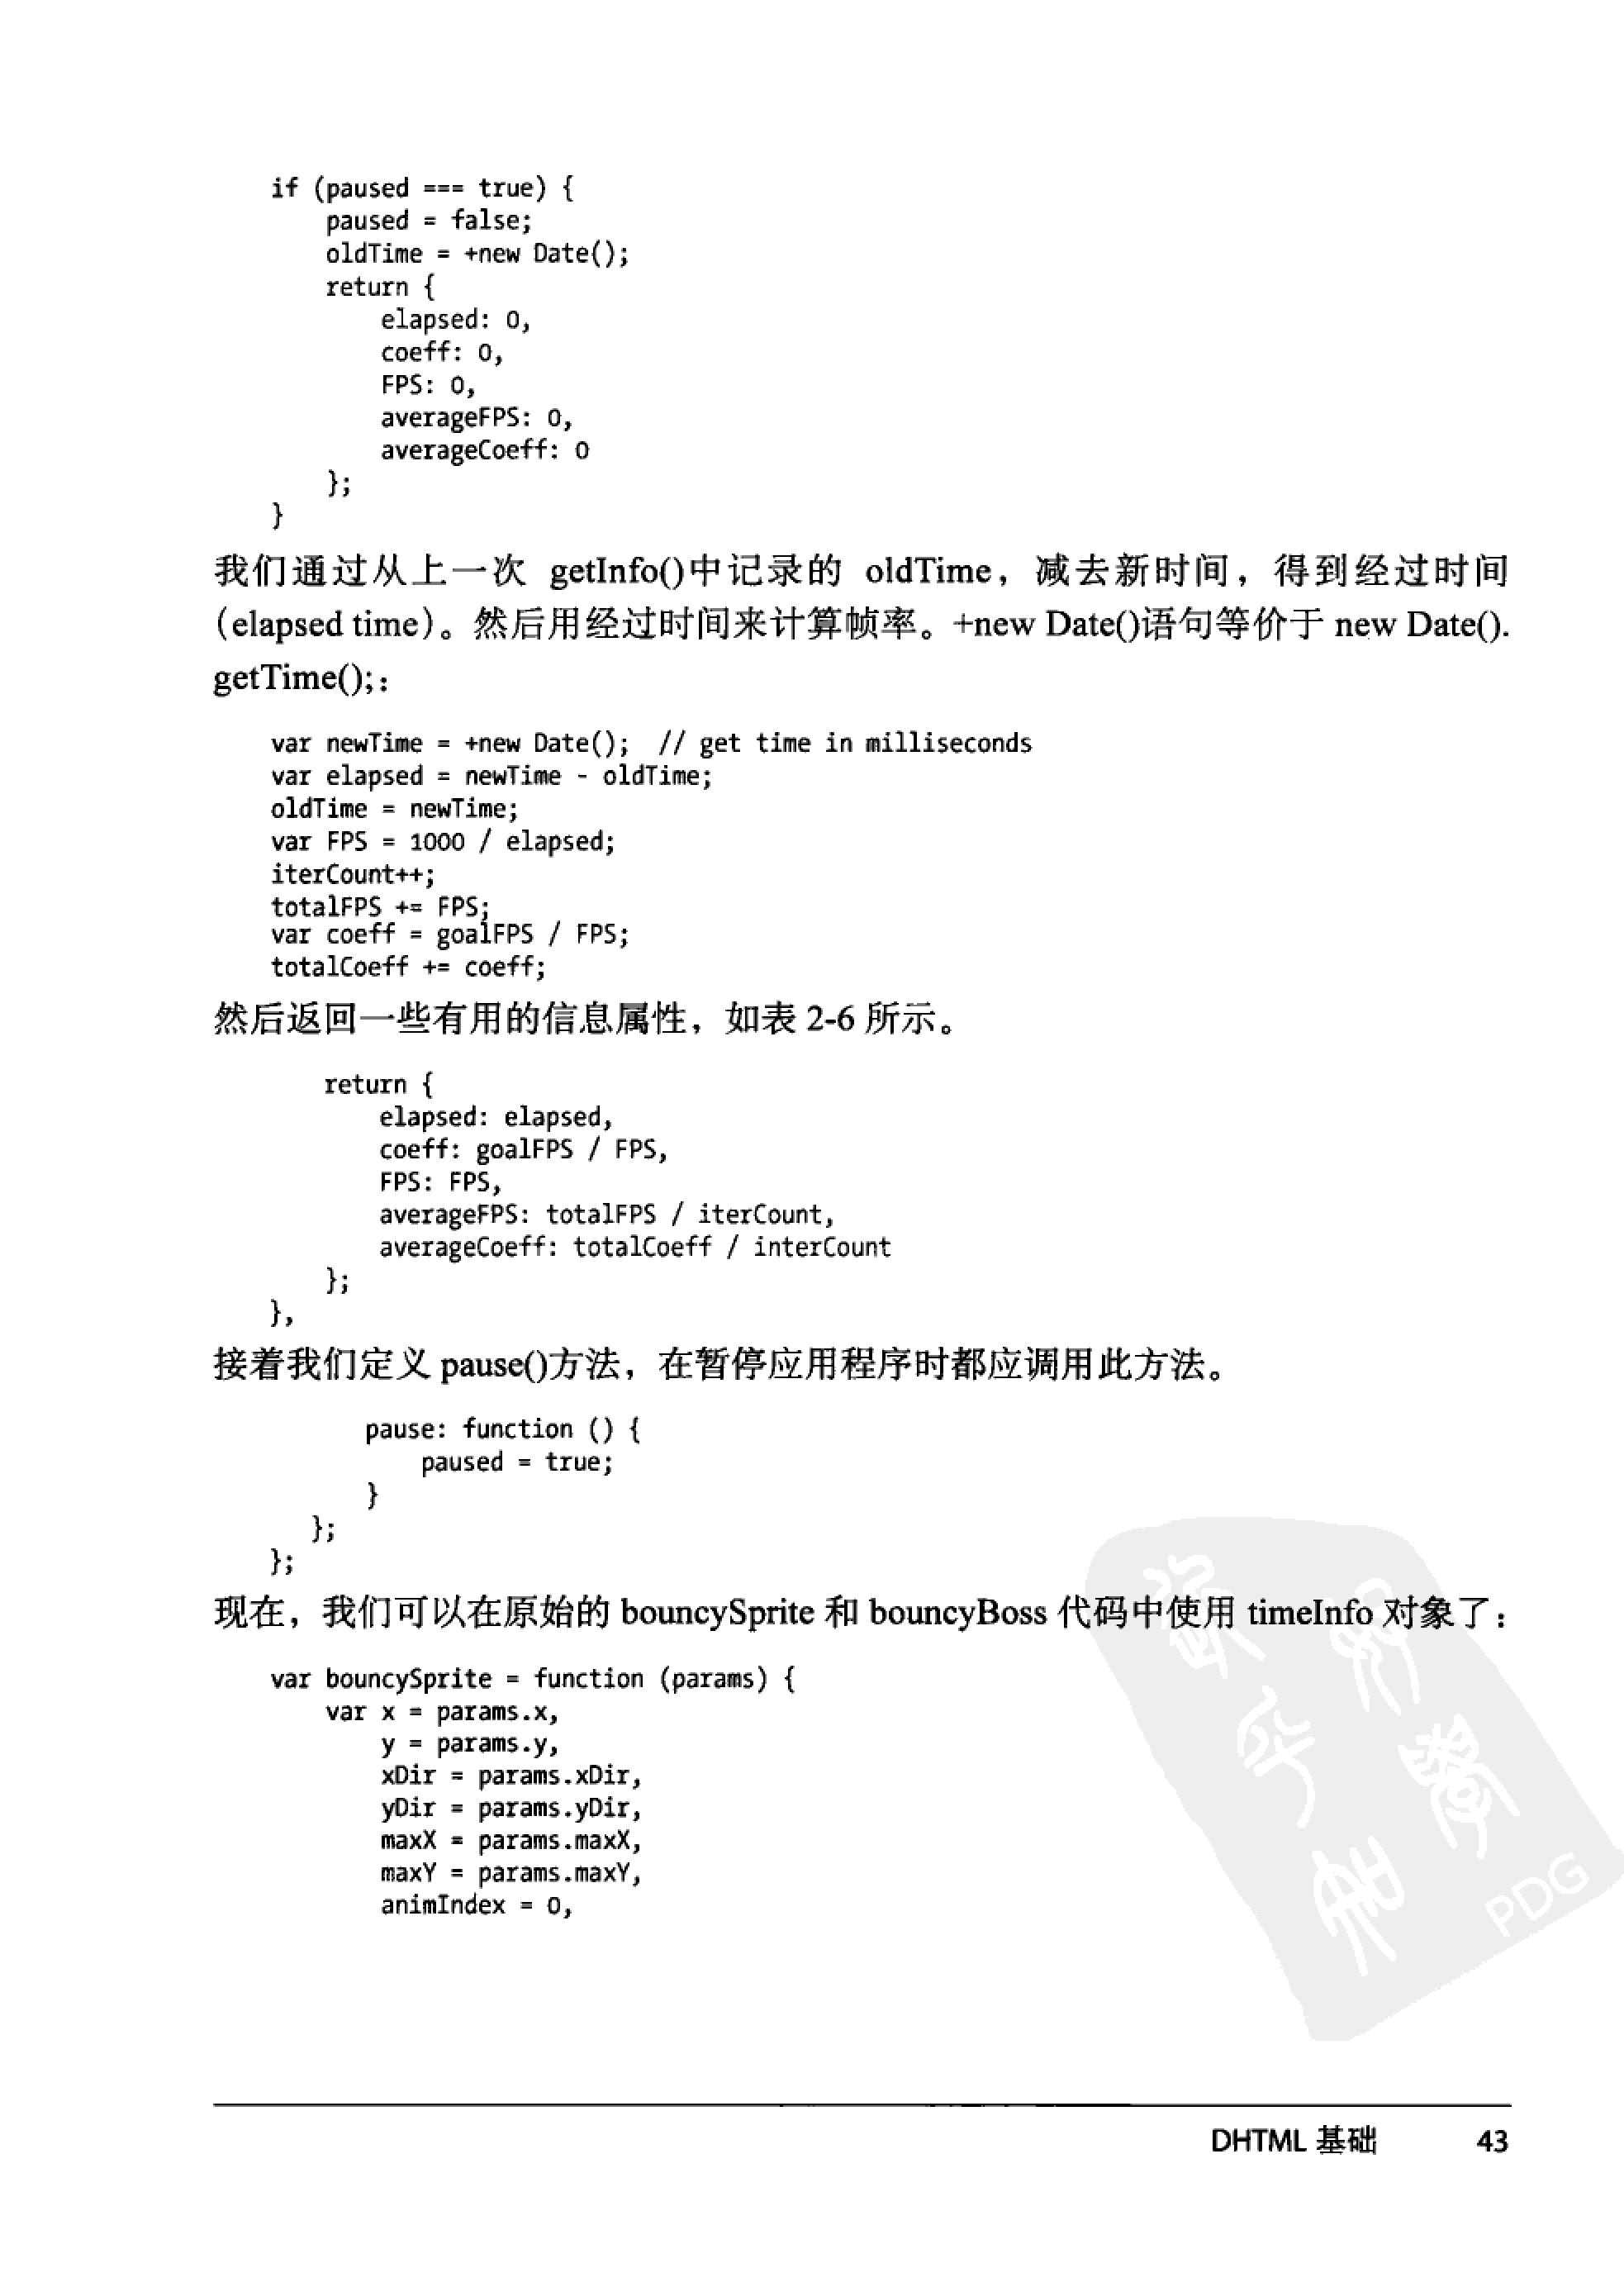 if (paused === true) {
    paused = false;
    oldTime = +new Date();
    return {
        elapsed: 0,
        coeff: 0,
        FPS: 0,
        averageFPS: 0,
        averageCoeff: 0
    };
}
我们通过从上一次 getInfo()中记录的 oldTime，减去新时间，得到经过时间
（elapsed time）。然后用经过时间来计算帧率。+new Date()语句等价于 new Date().
getTime();：
var newTime = +new Date();  // get time in milliseconds
var elapsed = newTime - oldTime;
oldTime = newTime;
var FPS = 1000 / elapsed;
iterCount++;
totalFPS += FPS;
var coeff = goalFPS / FPS;
totalCoeff += coeff;
然后返回一些有用的信息属性，如表 2-6 所示。
    return {
        elapsed: elapsed,
        coeff: goalFPS / FPS,
        FPS: FPS,
        averageFPS: totalFPS / iterCount,
        averageCoeff: totalCoeff / interCount
    };
},
接着我们定义 pause()方法，在暂停应用程序时都应调用此方法。
       pause: function () {
           paused = true;
       }
   };
};
现在，我们可以在原始的 bouncySprite 和 bouncyBoss 代码中使用 timeInfo 对象了：
var bouncySprite = function (params) {
    var x = params.x,
        y = params.y,
        xDir = params.xDir,
        yDir = params.yDir,
        maxX = params.maxX,
        maxY = params.maxY,
        animIndex = 0,
PDG
DHTML 基础 43